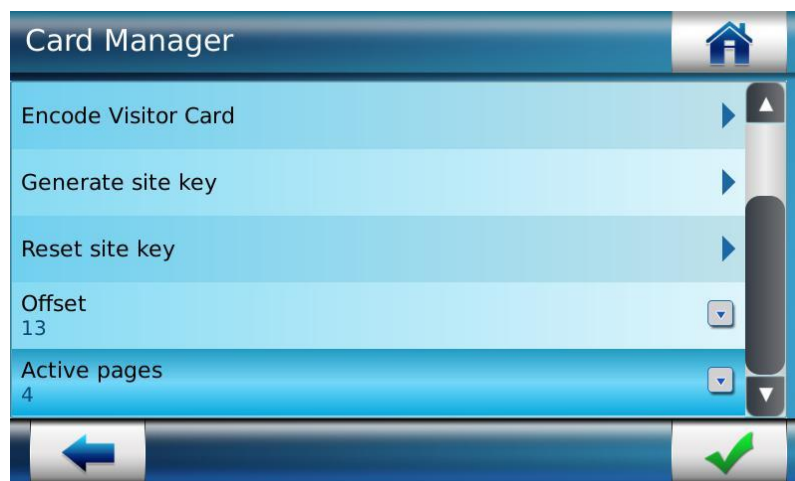 Card Manager
Encode Visitor Card
Generate site key
Reset site key
Offset
13
Active pages
4